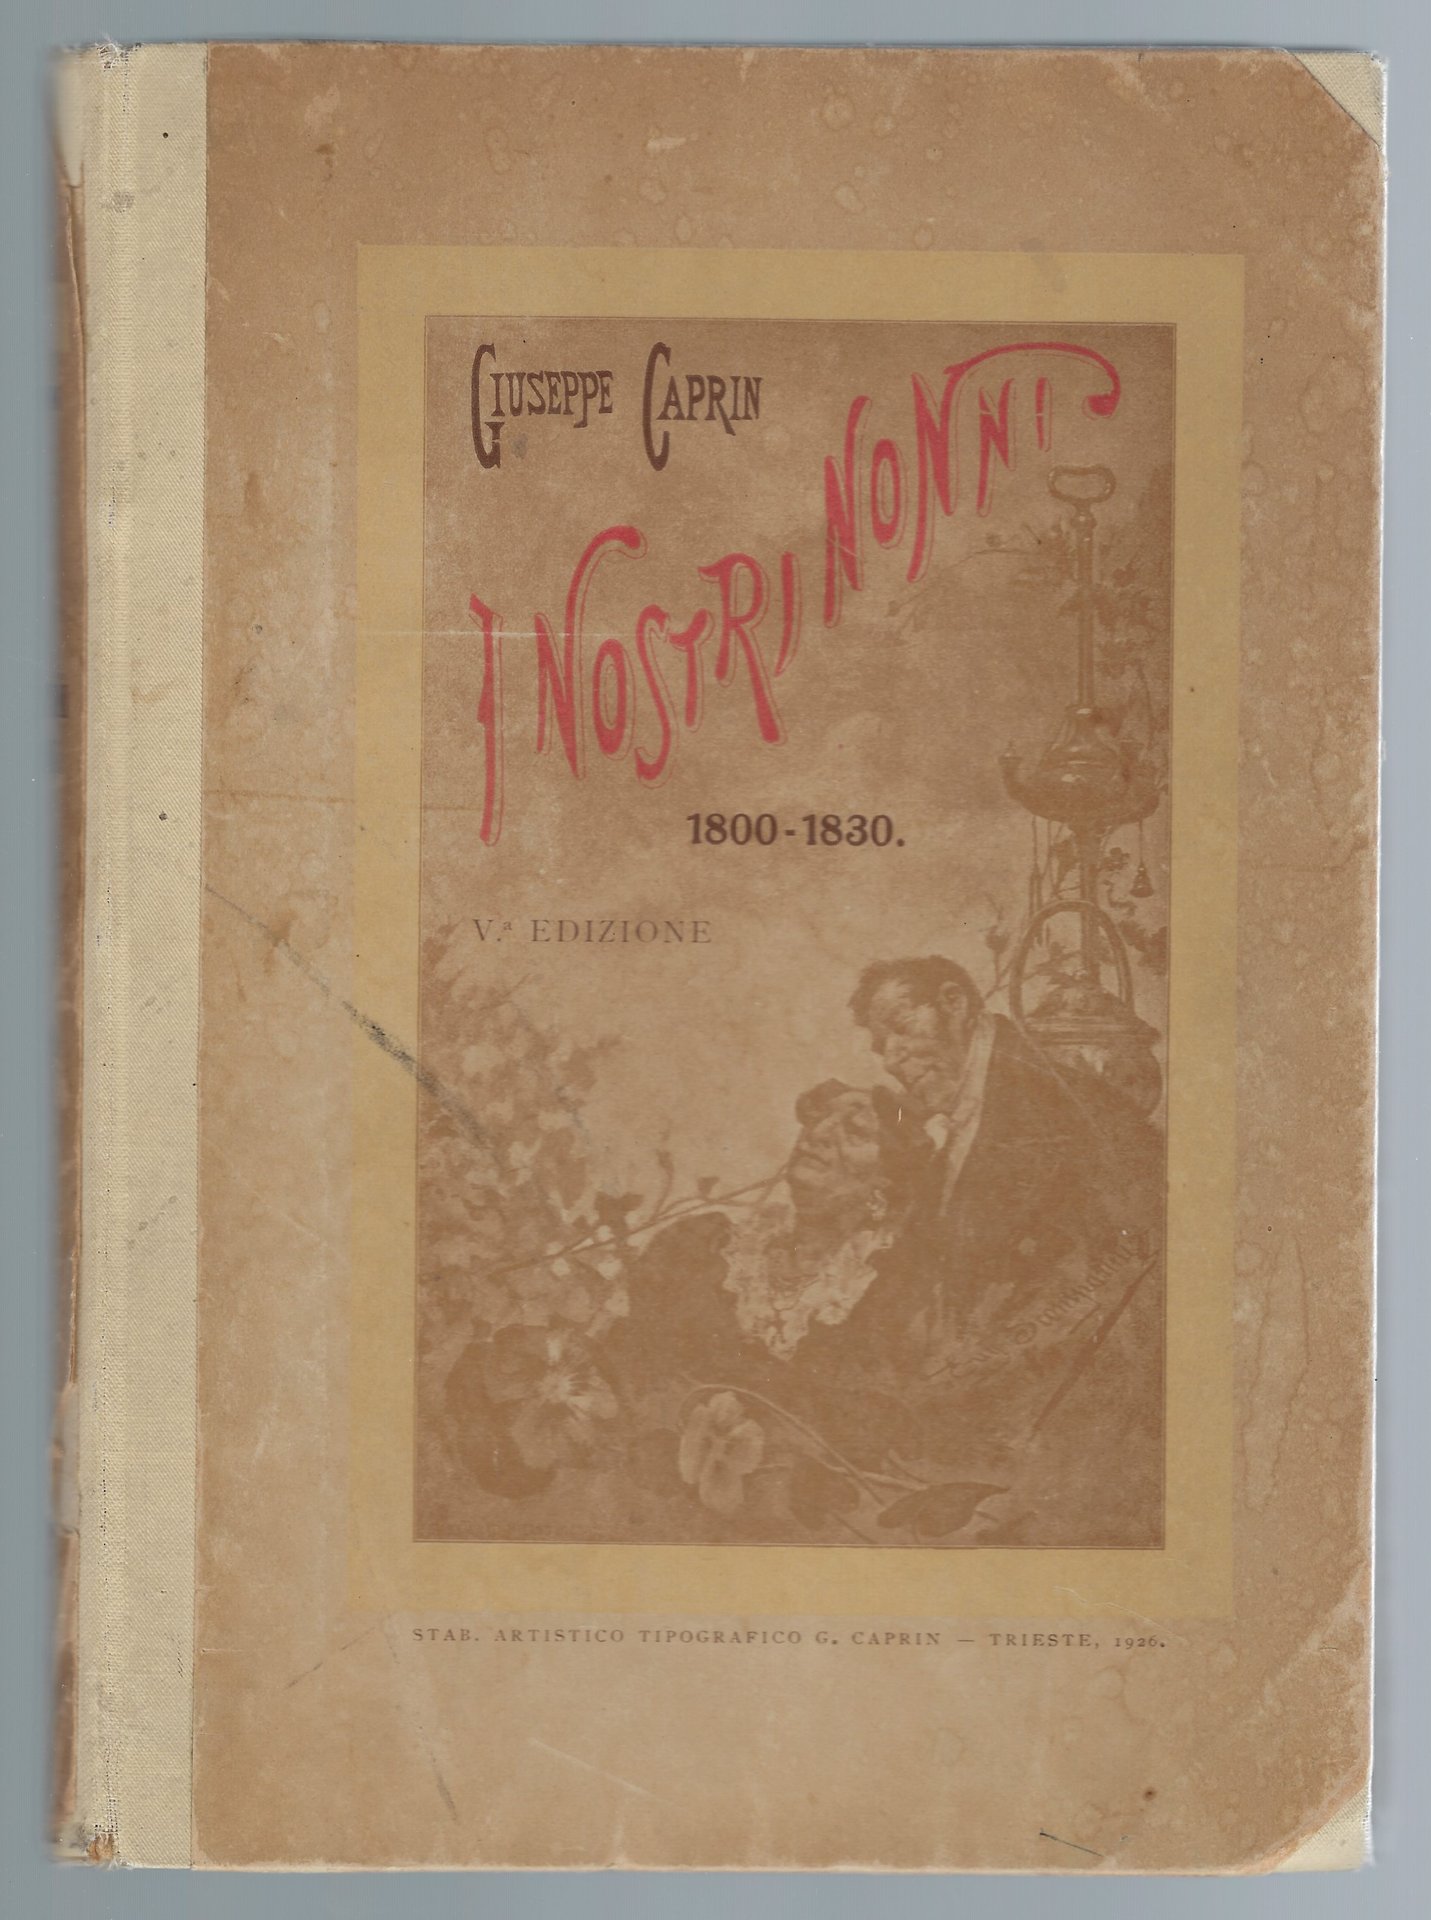 GIUSEPPE CAPRIN
I NOSTRI NONNI
1800-1830.
V.ª EDIZIONE
STAB. ARTISTICO TIPOGRAFICO G. CAPRIN — TRIESTE, 1926.